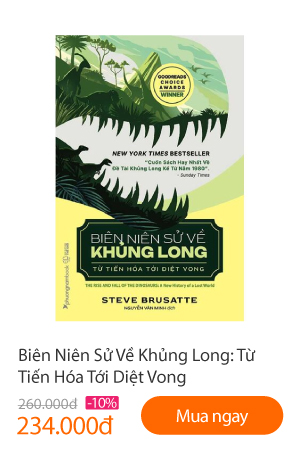 GOODREADS
CHOICE
AWARDS
WINNER
NEW YORK TIMES BESTSELLER
"Cuốn Sách Hay Nhất Về
Đề Tài Khủng Long Kể Từ Năm 1980".
- Sunday Times
BIÊN NIÊN SỬ VỀ
KHỦNG LONG
TỪ TIẾN HÓA TỚI DIỆT VONG
THE RISE AND FALL OF THE DINOSAURS: A New History of a Lost World
STEVE BRUSATTE
NGUYỄN VĂN MINH dịch
phuongnambook
Biên Niên Sử Về Khủng Long: Từ
Tiến Hóa Tới Diệt Vong
260.000đ -10%
234.000đ
Mua ngay